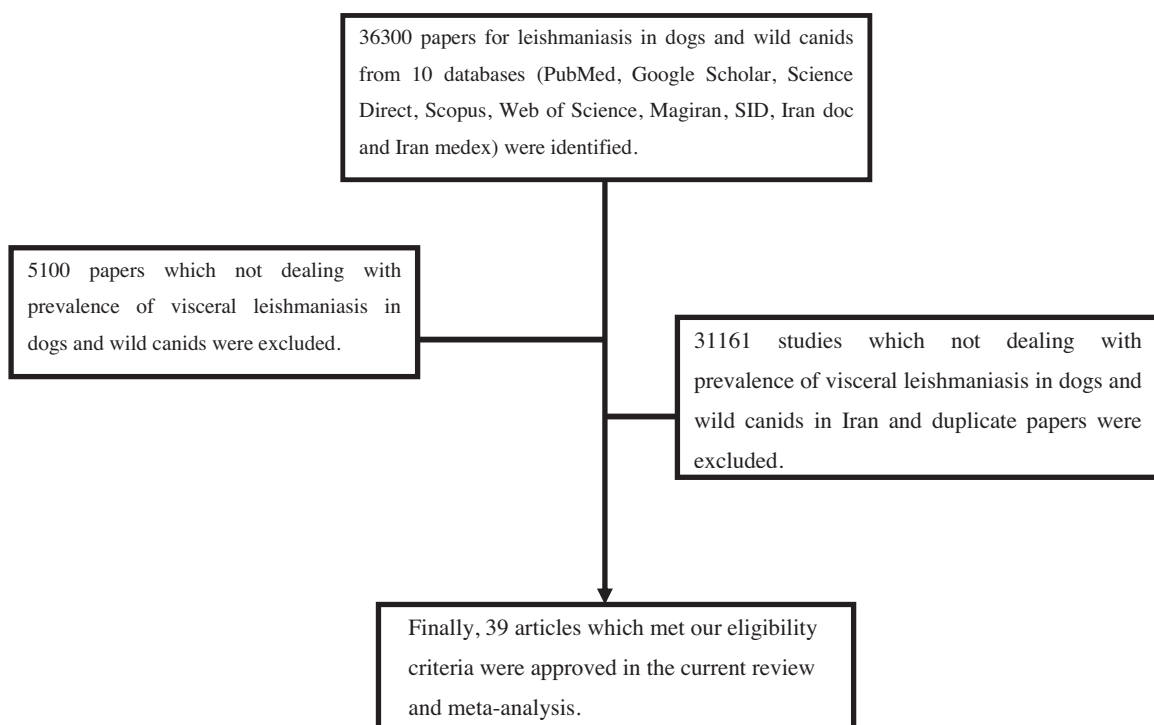 36300 papers for leishmaniasis in dogs and wild canids
from 10 databases (PubMed, Google Scholar, Science
Direct, Scopus, Web of Science, Magiran, SID, Iran doc
and Iran medex) were identified.
5100 papers which not dealing with
prevalence of visceral leishmaniasis in
dogs and wild canids were excluded.
31161 studies which not dealing with
prevalence of visceral leishmaniasis in dogs and
wild canids in Iran and duplicate papers were
excluded.
Finally, 39 articles which met our eligibility
criteria were approved in the current review
and meta-analysis.